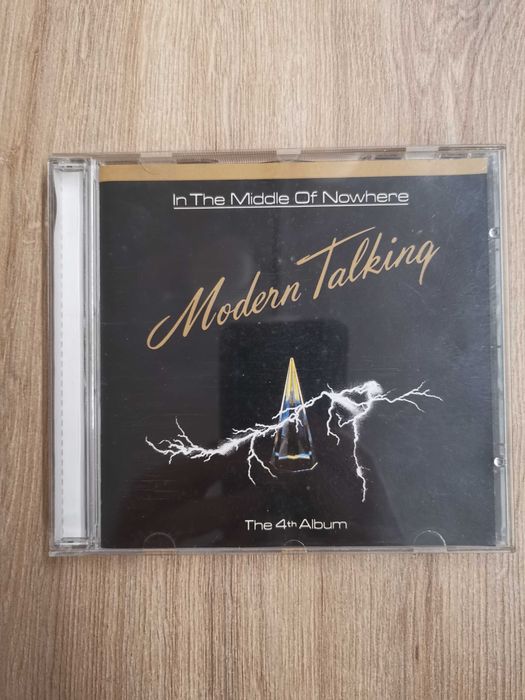 In The Middle Of Nowhere
Modern Talking
The 4th Album